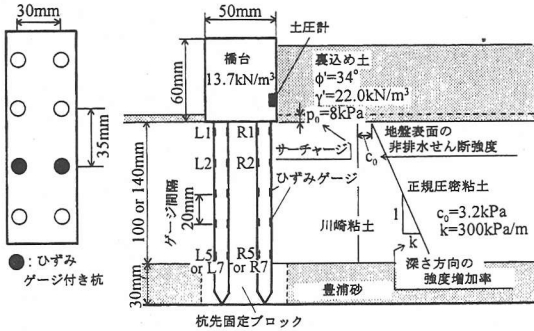 30mm
35mm
●:ひずみ
ゲージ付き杭
50mm
60mm
橋台
13.7kN/m³
土圧計
裏込め土
φ'=34°
γ'=22.0kN/m³
p₀=8kPa
サーチャージ
c₀
地盤表面の
非排水せん断強度
L1
R1
L2
R2
ひずみゲージ
ゲージ間隔
20mm
100 or 140mm
川崎粘土
正規圧密粘土
c₀=3.2kPa
k=300kPa/m
1
k
深さ方向の
強度増加率
L5
or L7
R5
or R7
30mm
豊浦砂
杭先固定ブロック